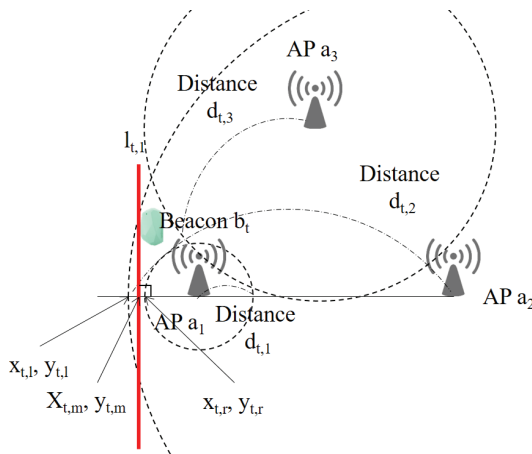 AP a3
Distance
dt,3
lt,1
Distance
dt,2
Beacon bt
AP a2
AP a1
Distance
dt,1
xt,l, yt,l
Xt,m, yt,m
xt,r, yt,r